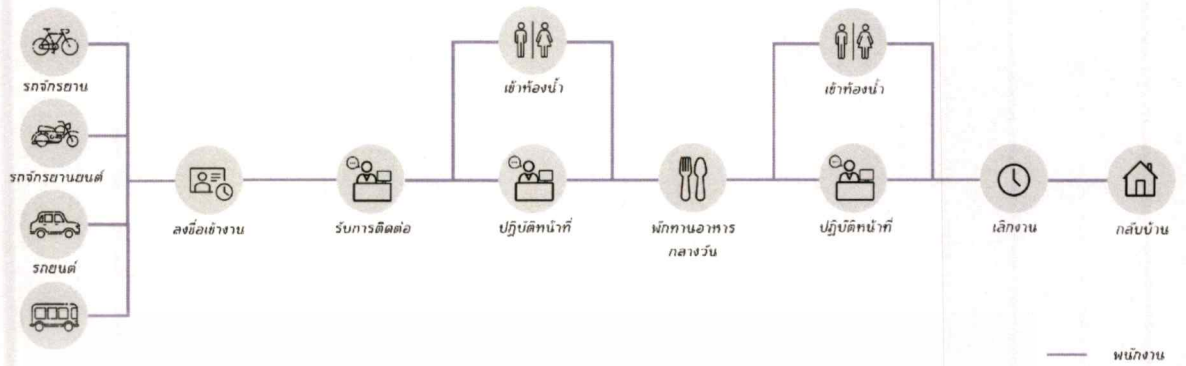 เข้าห้องน้ำ
เข้าห้องน้ำ
รถจักรยาน
รถจักรยานยนต์
รถยนต์
ลงชื่อเข้างาน
รับการติดต่อ
ปฏิบัติหน้าที่
พักทานอาหาร
กลางวัน
ปฏิบัติหน้าที่
เลิกงาน
กลับบ้าน
พนักงาน